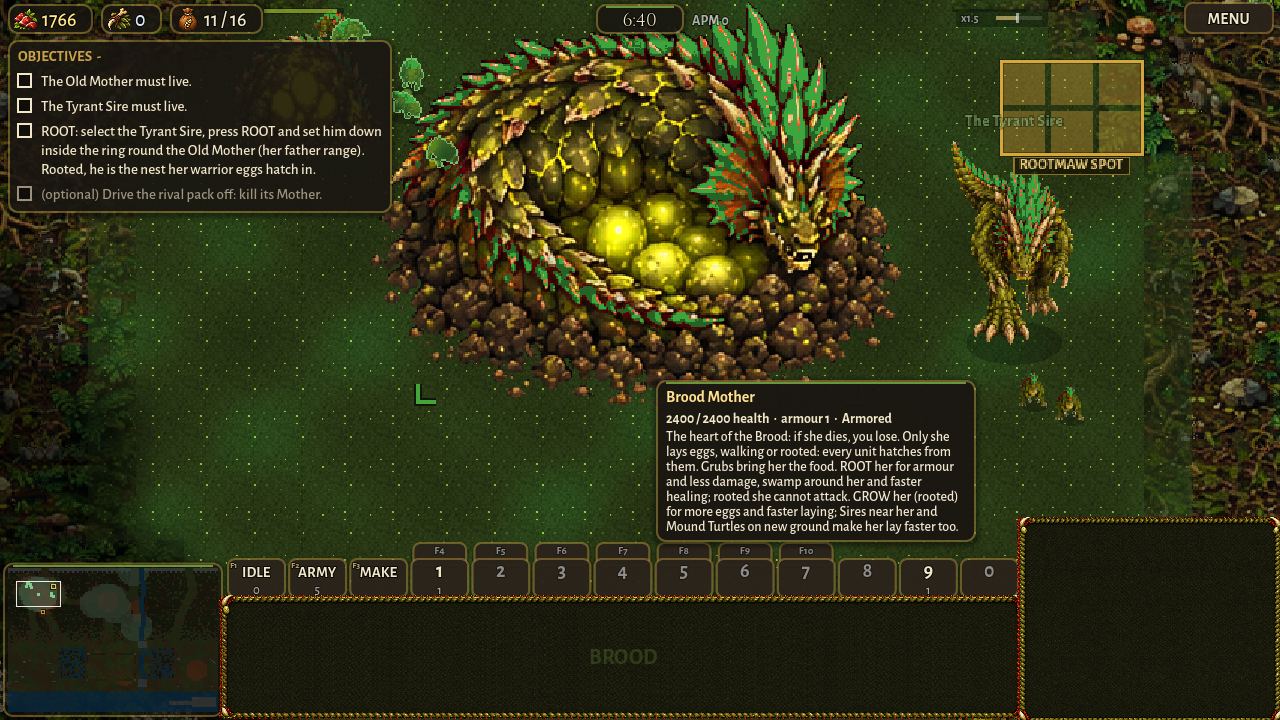 1766
0
11 / 16
6:40
APM 0
x1.5
MENU
OBJECTIVES -
The Old Mother must live.
The Tyrant Sire must live.
ROOT: select the Tyrant Sire, press ROOT and set him down
inside the ring round the Old Mother (her father range).
Rooted, he is the nest her warrior eggs hatch in.
(optional) Drive the rival pack off: kill its Mother.
The Tyrant Sire
ROOTMAW SPOT
Brood Mother
2400 / 2400 health · armour 1 · Armored
The heart of the Brood: if she dies, you lose. Only she
lays eggs, walking or rooted: every unit hatches from
them. Grubs bring her the food. ROOT her for armour
and less damage, swamp around her and faster
healing; rooted she cannot attack. GROW her (rooted)
for more eggs and faster laying; Sires near her and
Mound Turtles on new ground make her lay faster too.
F4 F5 F6 F7 F8 F9 F10
F1 IDLE F2 ARMY F3 MAKE 1 2 3 4 5 6 7 8 9 0
0 5 1 1
BROOD